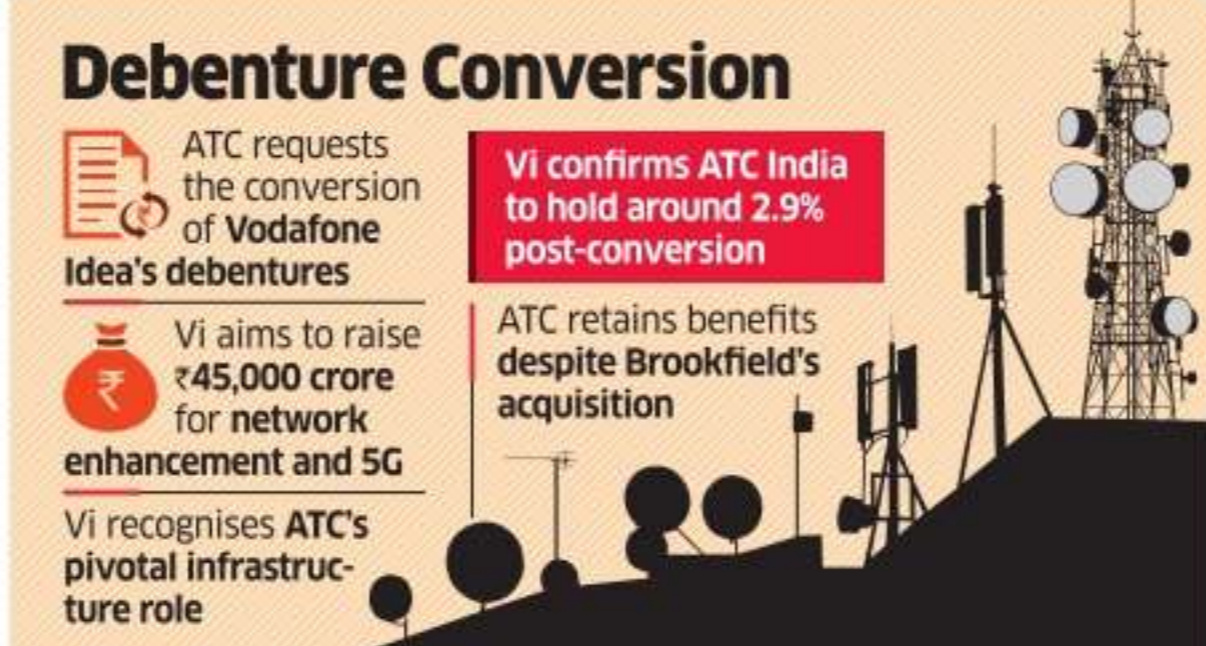 Debenture Conversion
ATC requests
the conversion
of Vodafone
Idea's debentures
Vi aims to raise
₹45,000 crore
for network
enhancement and 5G
Vi recognises ATC's
pivotal infrastruc-
ture role
Vi confirms ATC India
to hold around 2.9%
post-conversion
ATC retains benefits
despite Brookfield's
acquisition